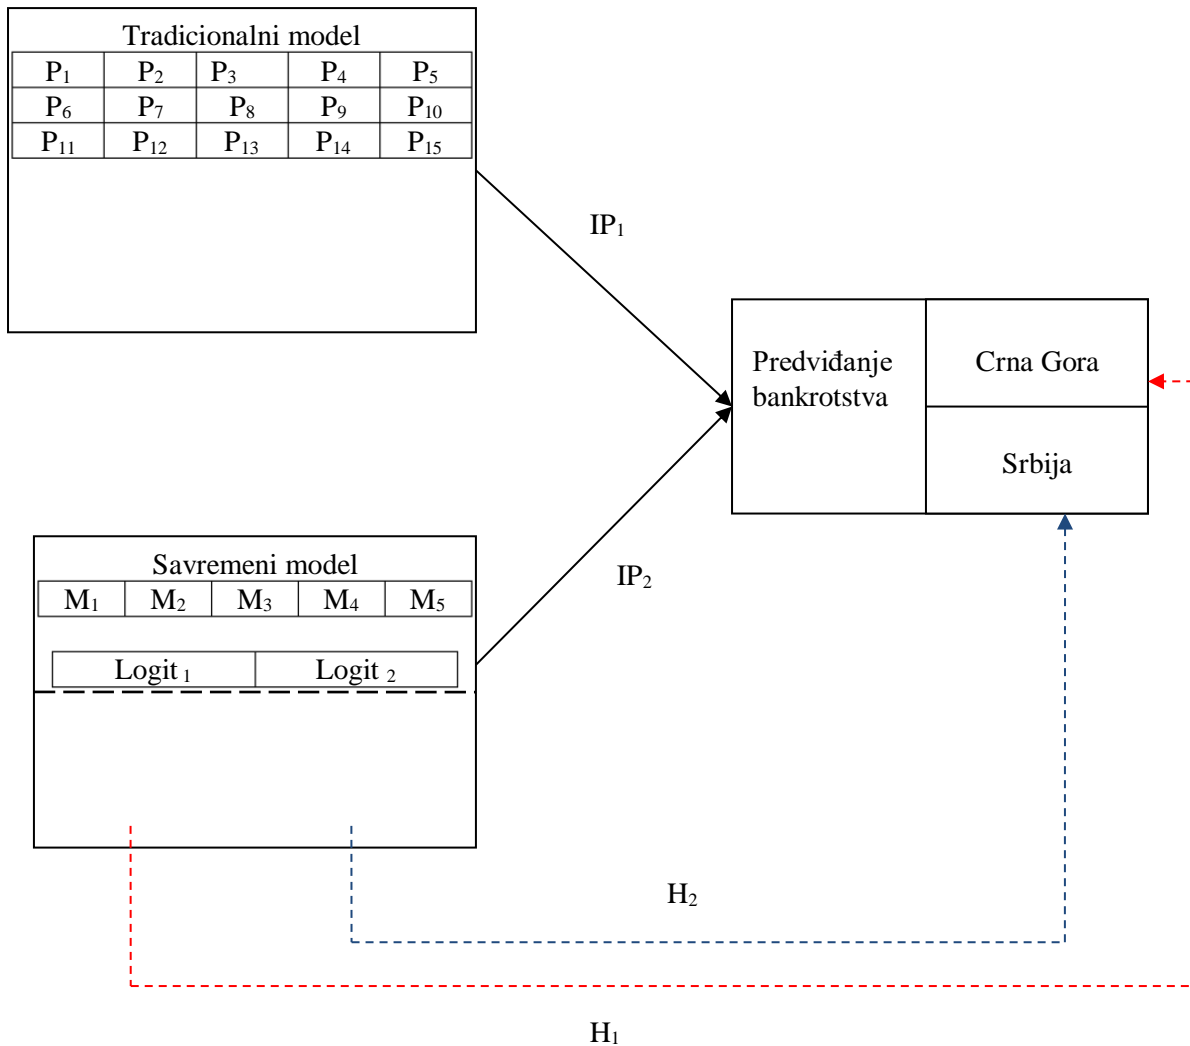 Tradicionalni model
P1 P2 P3 P4 P5
P6 P7 P8 P9 P10
P11 P12 P13 P14 P15
IP1
Predviđanje
bankrotstva
Crna Gora
Srbija
Savremeni model
M1 M2 M3 M4 M5
Logit 1 Logit 2
IP2
H2
H1